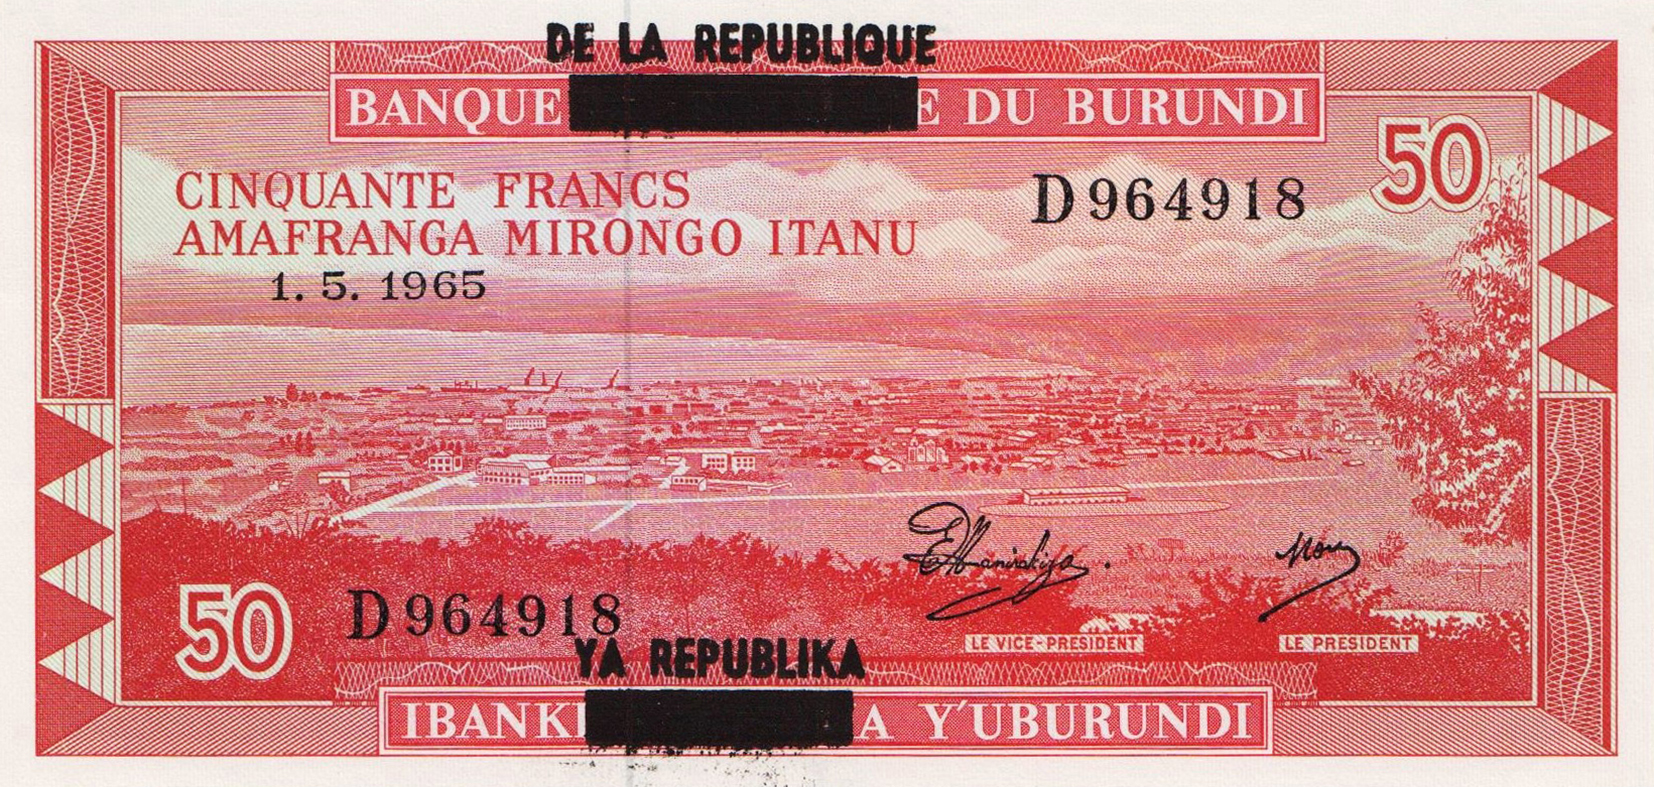 DE LA REPUBLIQUE
BANQUE E DU BURUNDI
50
CINQUANTE FRANCS
D964918
AMAFRANGA MIRONGO ITANU
1. 5. 1965
50
D964918
LE VICE-PRESIDENT
LE PRESIDENT
YA REPUBLIKA
IBANKI A Y'UBURUNDI